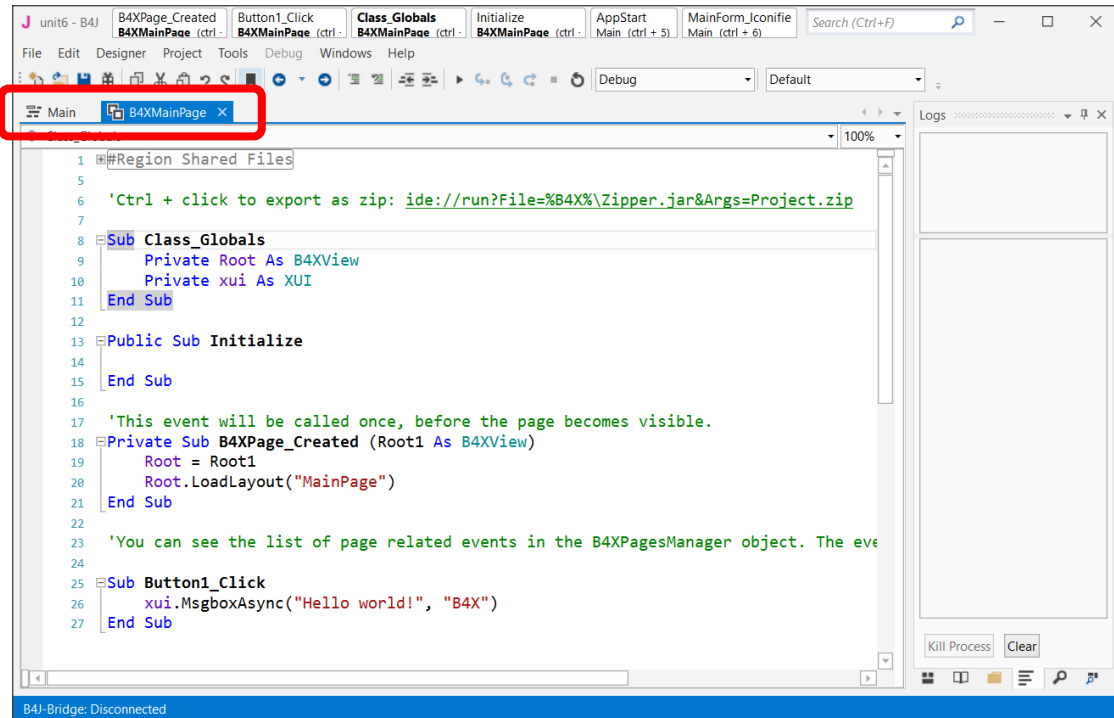 unit6 - B4J
B4XPage_Created
B4XMainPage (ctrl ·
Button1_Click
B4XMainPage (ctrl ·
Class_Globals
B4XMainPage (ctrl ·
Initialize
B4XMainPage (ctrl ·
AppStart
Main (ctrl + 5)
MainForm_Iconifie
Main (ctrl + 6)
Search (Ctrl+F)
File Edit Designer Project Tools Debug Windows Help
Debug
Default
Main
B4XMainPage
Logs
100%
1 #Region Shared Files
5
6 'Ctrl + click to export as zip: ide://run?File=%B4X%\Zipper.jar&Args=Project.zip
7
8 Sub Class_Globals
9 Private Root As B4XView
10 Private xui As XUI
11 End Sub
12
13 Public Sub Initialize
14
15 End Sub
16
17 'This event will be called once, before the page becomes visible.
18 Private Sub B4XPage_Created (Root1 As B4XView)
19 Root = Root1
20 Root.LoadLayout("MainPage")
21 End Sub
22
23 'You can see the list of page related events in the B4XPagesManager object. The eve
24
25 Sub Button1_Click
26 xui.MsgboxAsync("Hello world!", "B4X")
27 End Sub
Kill Process
Clear
B4J-Bridge: Disconnected